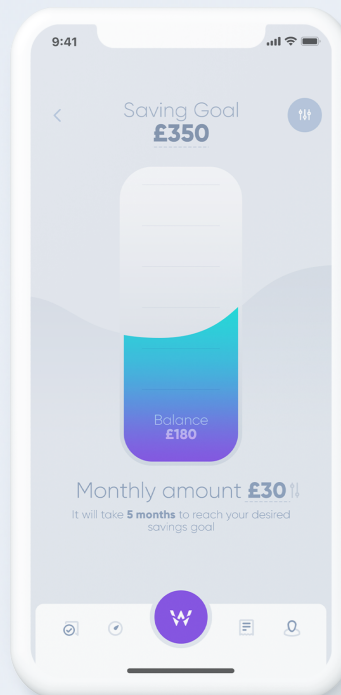 9:41
Saving Goal
£350
Balance
£180
Monthly amount £30
It will take 5 months to reach your desired
savings goal